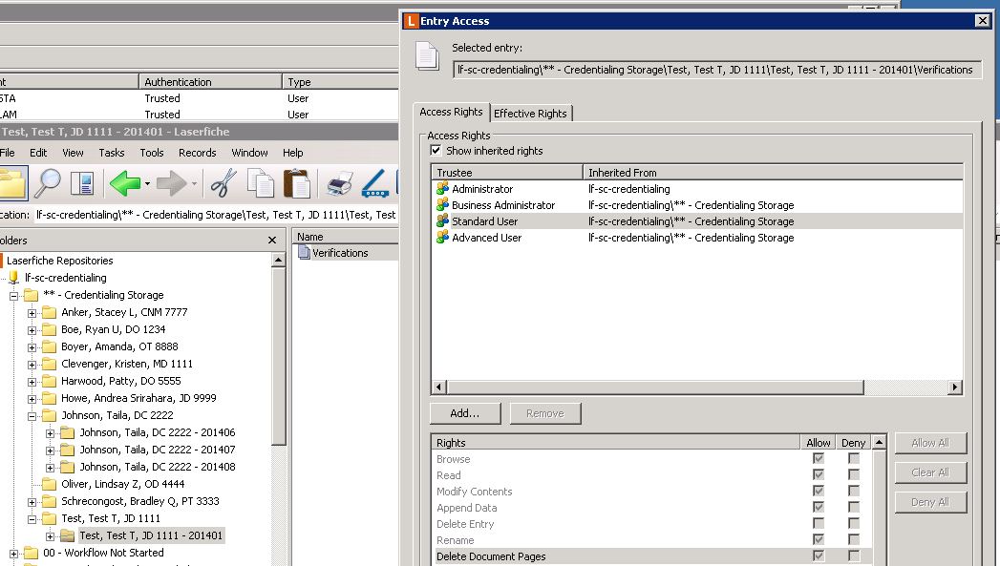 Entry Access
Selected entry:
lf-sc-credentialing\** - Credentialing Storage\Test, Test T, JD 1111\Test, Test T, JD 1111 - 201401\Verifications
Authentication Type
Trusted User
Trusted User
Test, Test T, JD 1111 - 201401 - Laserfiche
File Edit View Tasks Tools Records Window Help
lf-sc-credentialing\** - Credentialing Storage\Test, Test T, JD 1111\Test, Test
Name
Verifications
Laserfiche Repositories
lf-sc-credentialing
** - Credentialing Storage
Anker, Stacey L, CNM 7777
Boe, Ryan U, DO 1234
Boyer, Amanda, OT 8888
Clevenger, Kristen, MD 1111
Harwood, Patty, DO 5555
Howe, Andrea Srirahara, JD 9999
Johnson, Taila, DC 2222
Johnson, Taila, DC 2222 - 201406
Johnson, Taila, DC 2222 - 201407
Johnson, Taila, DC 2222 - 201408
Oliver, Lindsay Z, OD 4444
Schrecongost, Bradley Q, PT 3333
Test, Test T, JD 1111
Test, Test T, JD 1111 - 201401
00 - Workflow Not Started
Access Rights Effective Rights
Access Rights
Show inherited rights
Trustee Inherited From
Administrator lf-sc-credentialing
Business Administrator lf-sc-credentialing\** - Credentialing Storage
Standard User lf-sc-credentialing\** - Credentialing Storage
Advanced User lf-sc-credentialing\** - Credentialing Storage
Add... Remove
Rights Allow Deny
Browse
Read
Modify Contents
Append Data
Delete Entry
Rename
Delete Document Pages
Allow All
Clear All
Deny All